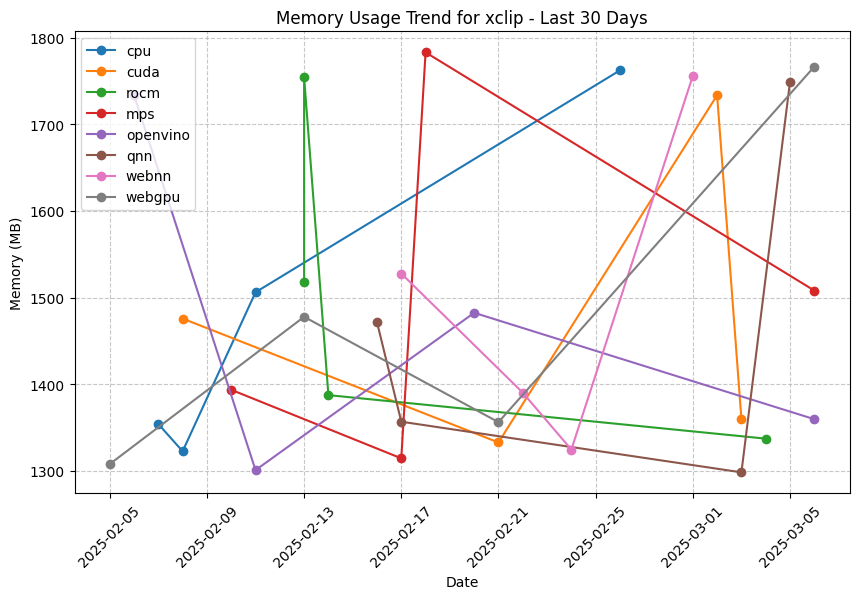 Memory Usage Trend for xclip - Last 30 Days
cpu
cuda
rocm
mps
openvino
qnn
webnn
webgpu
Memory (MB)
1800
1700
1600
1500
1400
1300
2025-02-05
2025-02-09
2025-02-13
2025-02-17
2025-02-21
2025-02-25
2025-03-01
2025-03-05
Date